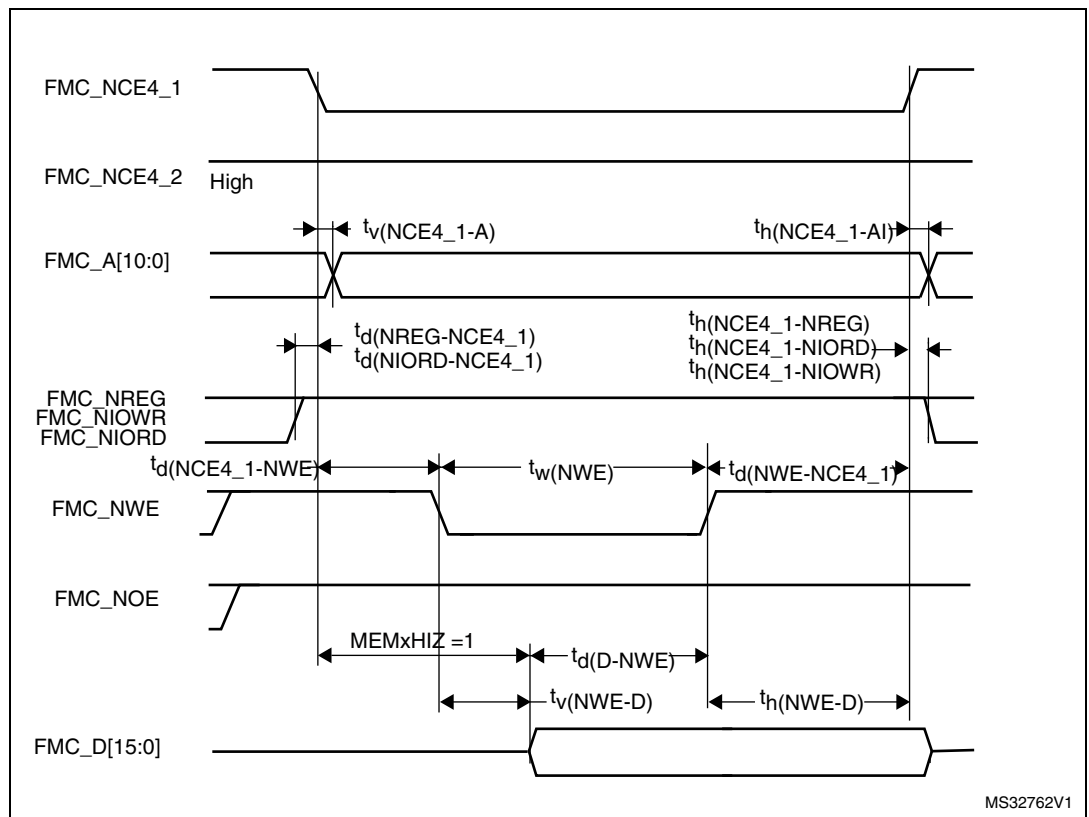 FMC_NCE4_1
FMC_NCE4_2 High
tv(NCE4_1-A) th(NCE4_1-AI)
FMC_A[10:0]
td(NREG-NCE4_1)
td(NIORD-NCE4_1)
th(NCE4_1-NREG)
th(NCE4_1-NIORD)
th(NCE4_1-NIOWR)
FMC_NREG
FMC_NIOWR
FMC_NIORD
td(NCE4_1-NWE) tw(NWE) td(NWE-NCE4_1)
FMC_NWE
FMC_NOE
MEMxHIZ =1
td(D-NWE)
tv(NWE-D) th(NWE-D)
FMC_D[15:0]
MS32762V1